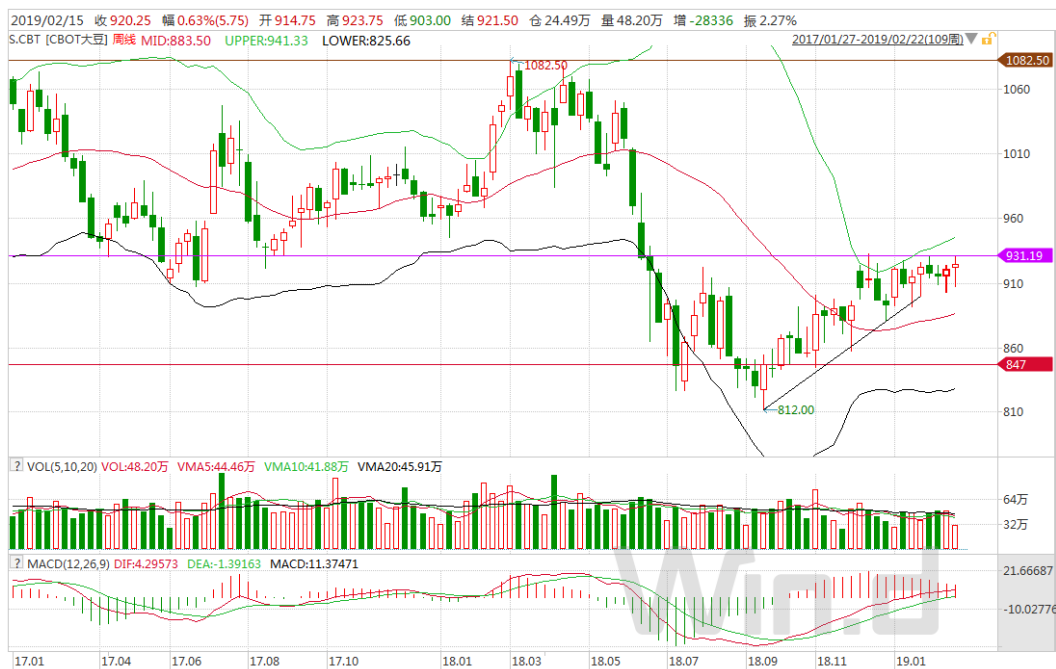 2019/02/15 收 920.25 幅 0.63%(5.75) 开 914.75 高 923.75 低 903.00 结 921.50 仓 24.49万 量 48.20万 增 -28336 振 2.27%
S.CBT [CBOT大豆] 周线 MID:883.50 UPPER:941.33 LOWER:825.66 2017/01/27-2019/02/22(109周)
1082.50 1082.50
1060
1010
960
931.19
910
860
847
812.00 810
? VOL(5,10,20) VOL:48.20万 VMA5:44.46万 VMA10:41.88万 VMA20:45.91万
64万
32万
? MACD(12,26,9) DIF:4.29573 DEA:-1.39163 MACD:11.37471
21.66687
-10.02776
Win.d
17.01 17.04 17.06 17.08 17.10 18.01 18.03 18.05 18.07 18.09 18.11 19.01